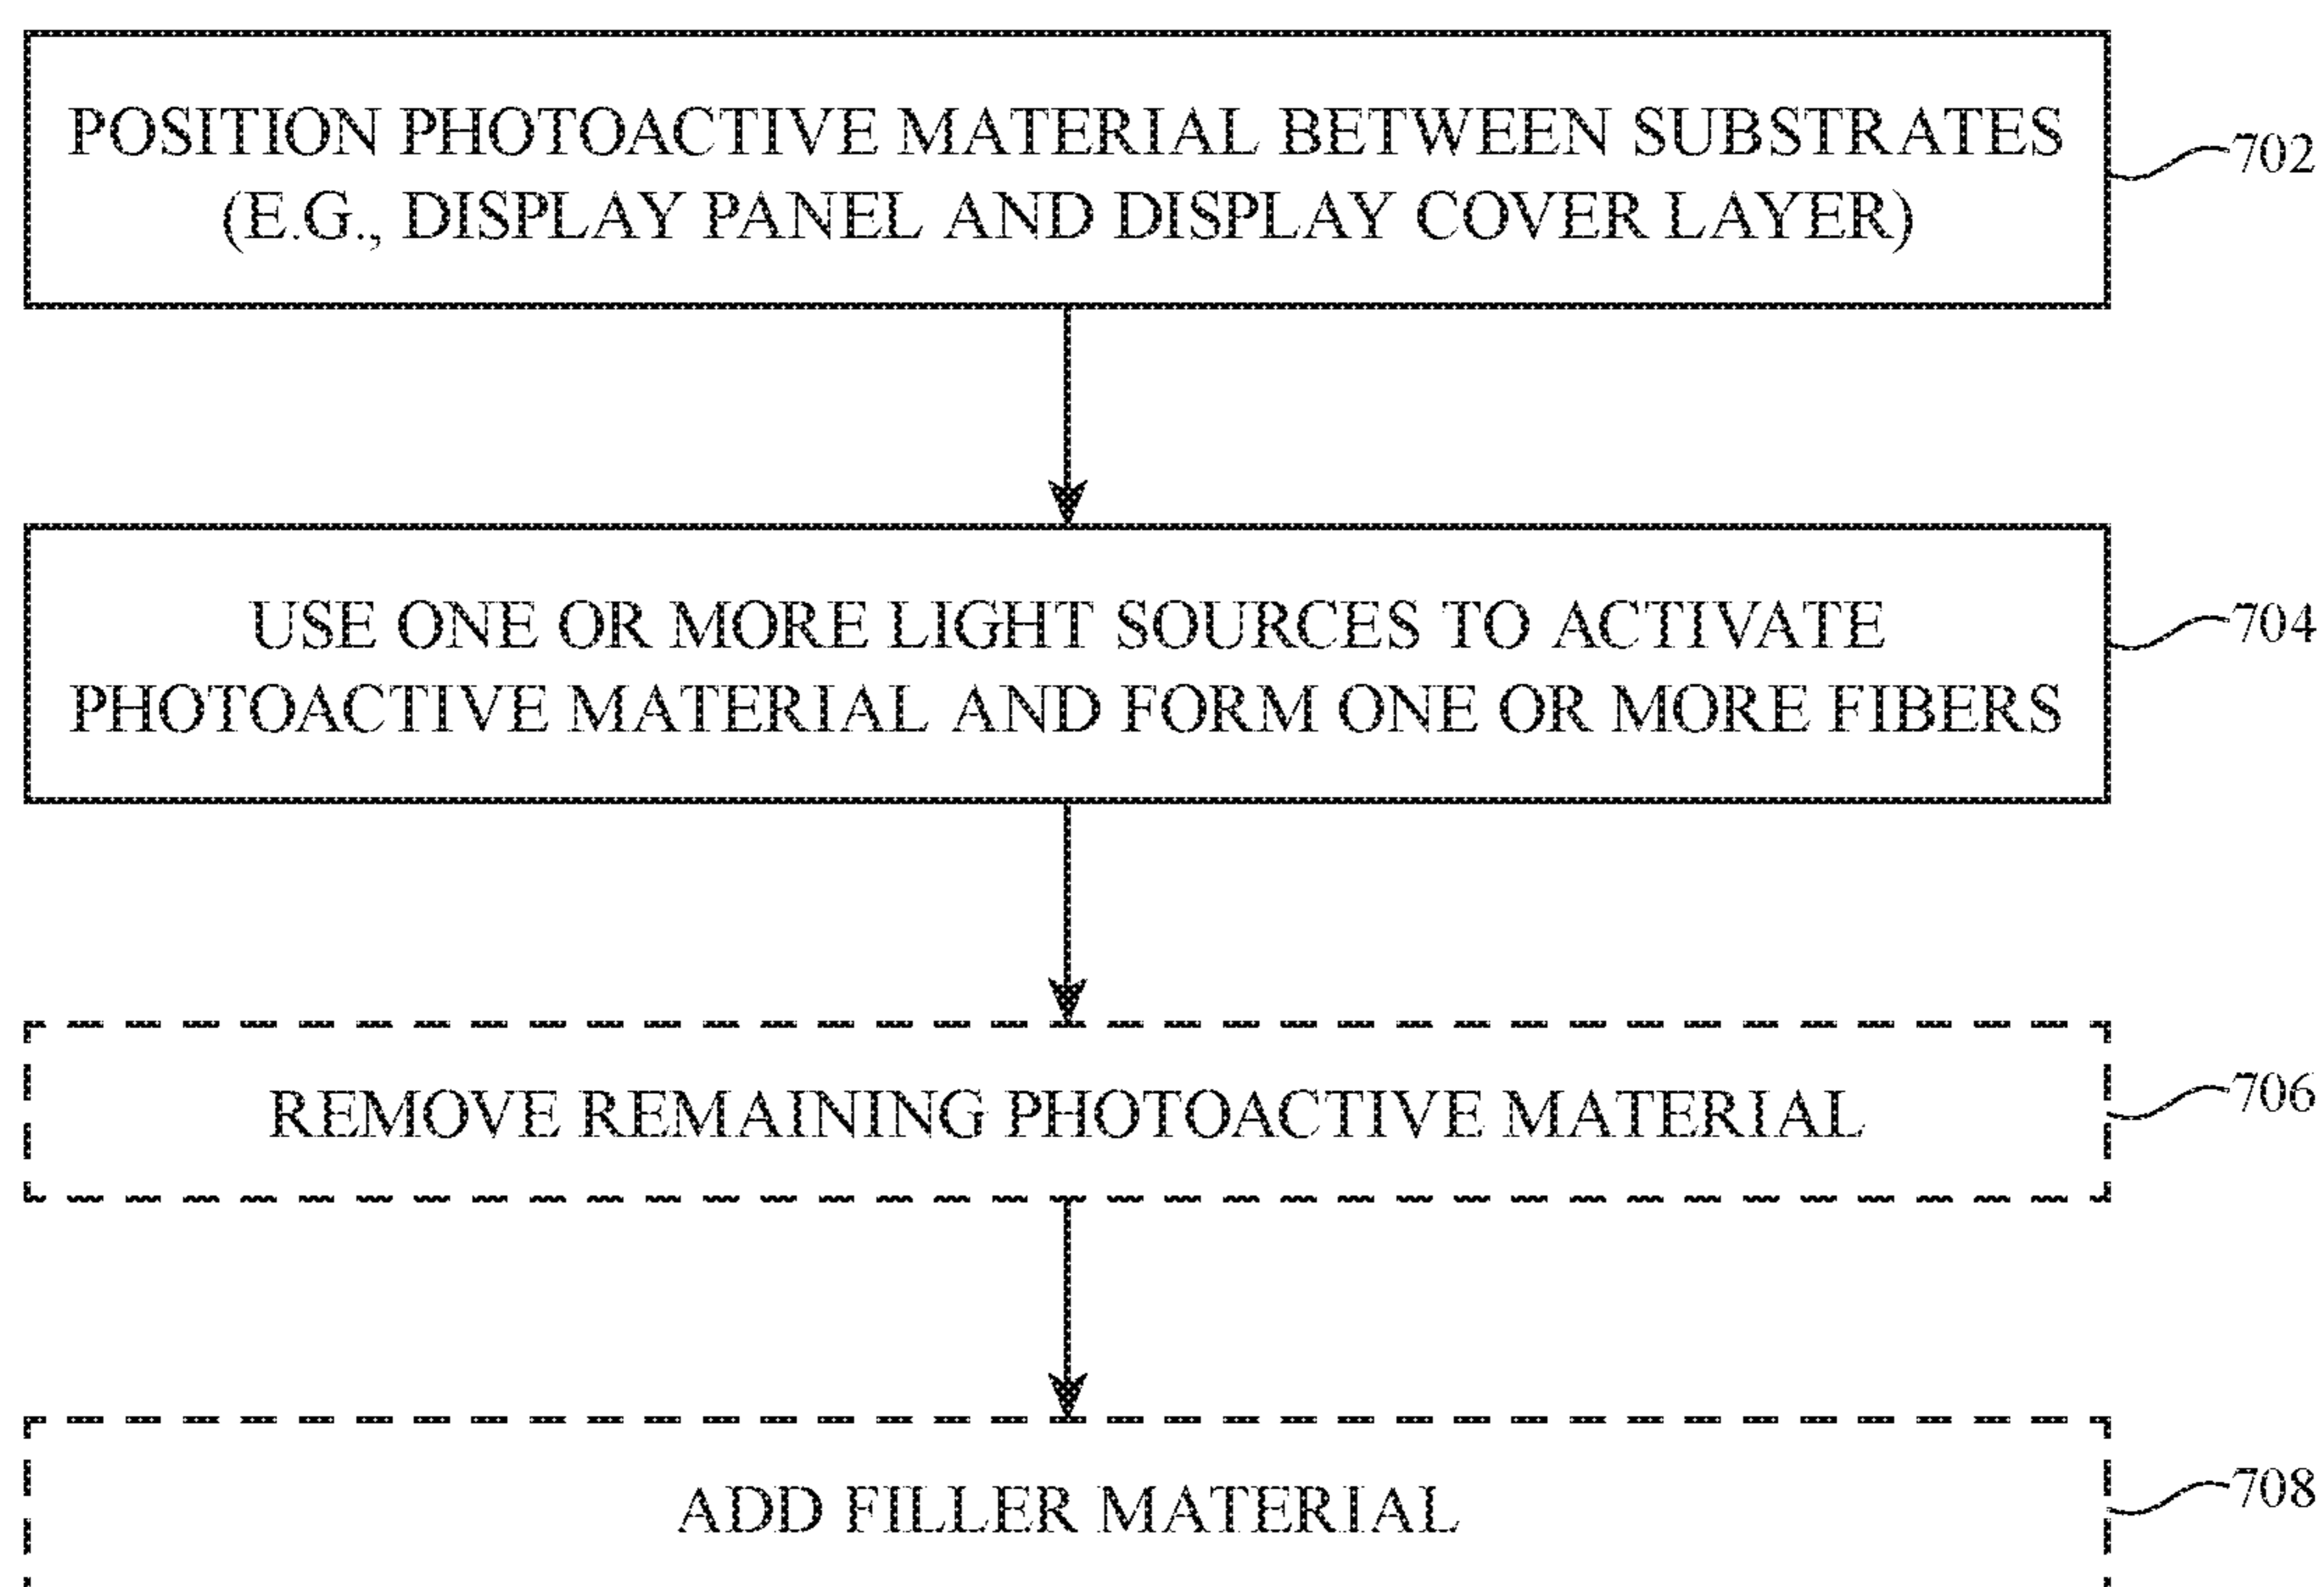 POSITION PHOTOACTIVE MATERIAL BETWEEN SUBSTRATES
(E.G., DISPLAY PANEL AND DISPLAY COVER LAYER)
702
USE ONE OR MORE LIGHT SOURCES TO ACTIVATE
PHOTOACTIVE MATERIAL AND FORM ONE OR MORE FIBERS
704
REMOVE REMAINING PHOTOACTIVE MATERIAL
706
ADD FILLER MATERIAL
708